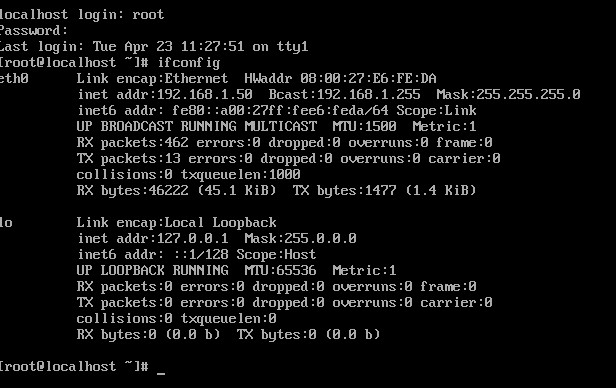 localhost login: root
Password:
Last login: Tue Apr 23 11:27:51 on tty1
[root@localhost ~]# ifconfig
eth0 Link encap:Ethernet HWaddr 08:00:27:E6:FE:DA
inet addr:192.168.1.50 Bcast:192.168.1.255 Mask:255.255.255.0
inet6 addr: fe80::a00:27ff:fee6:feda/64 Scope:Link
UP BROADCAST RUNNING MULTICAST MTU:1500 Metric:1
RX packets:462 errors:0 dropped:0 overruns:0 frame:0
TX packets:13 errors:0 dropped:0 overruns:0 carrier:0
collisions:0 txqueuelen:1000
RX bytes:46222 (45.1 KiB) TX bytes:1477 (1.4 KiB)
lo Link encap:Local Loopback
inet addr:127.0.0.1 Mask:255.0.0.0
inet6 addr: ::1/128 Scope:Host
UP LOOPBACK RUNNING MTU:65536 Metric:1
RX packets:0 errors:0 dropped:0 overruns:0 frame:0
TX packets:0 errors:0 dropped:0 overruns:0 carrier:0
collisions:0 txqueuelen:0
RX bytes:0 (0.0 b) TX bytes:0 (0.0 b)
[root@localhost ~]# _